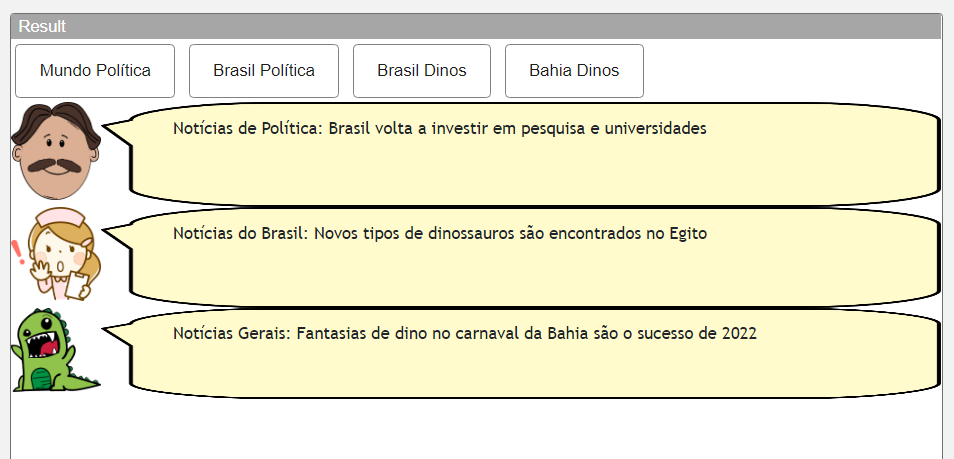 Result
Mundo Política
Brasil Política
Brasil Dinos
Bahia Dinos
Notícias de Política: Brasil volta a investir em pesquisa e universidades
Notícias do Brasil: Novos tipos de dinossauros são encontrados no Egito
Notícias Gerais: Fantasias de dino no carnaval da Bahia são o sucesso de 2022